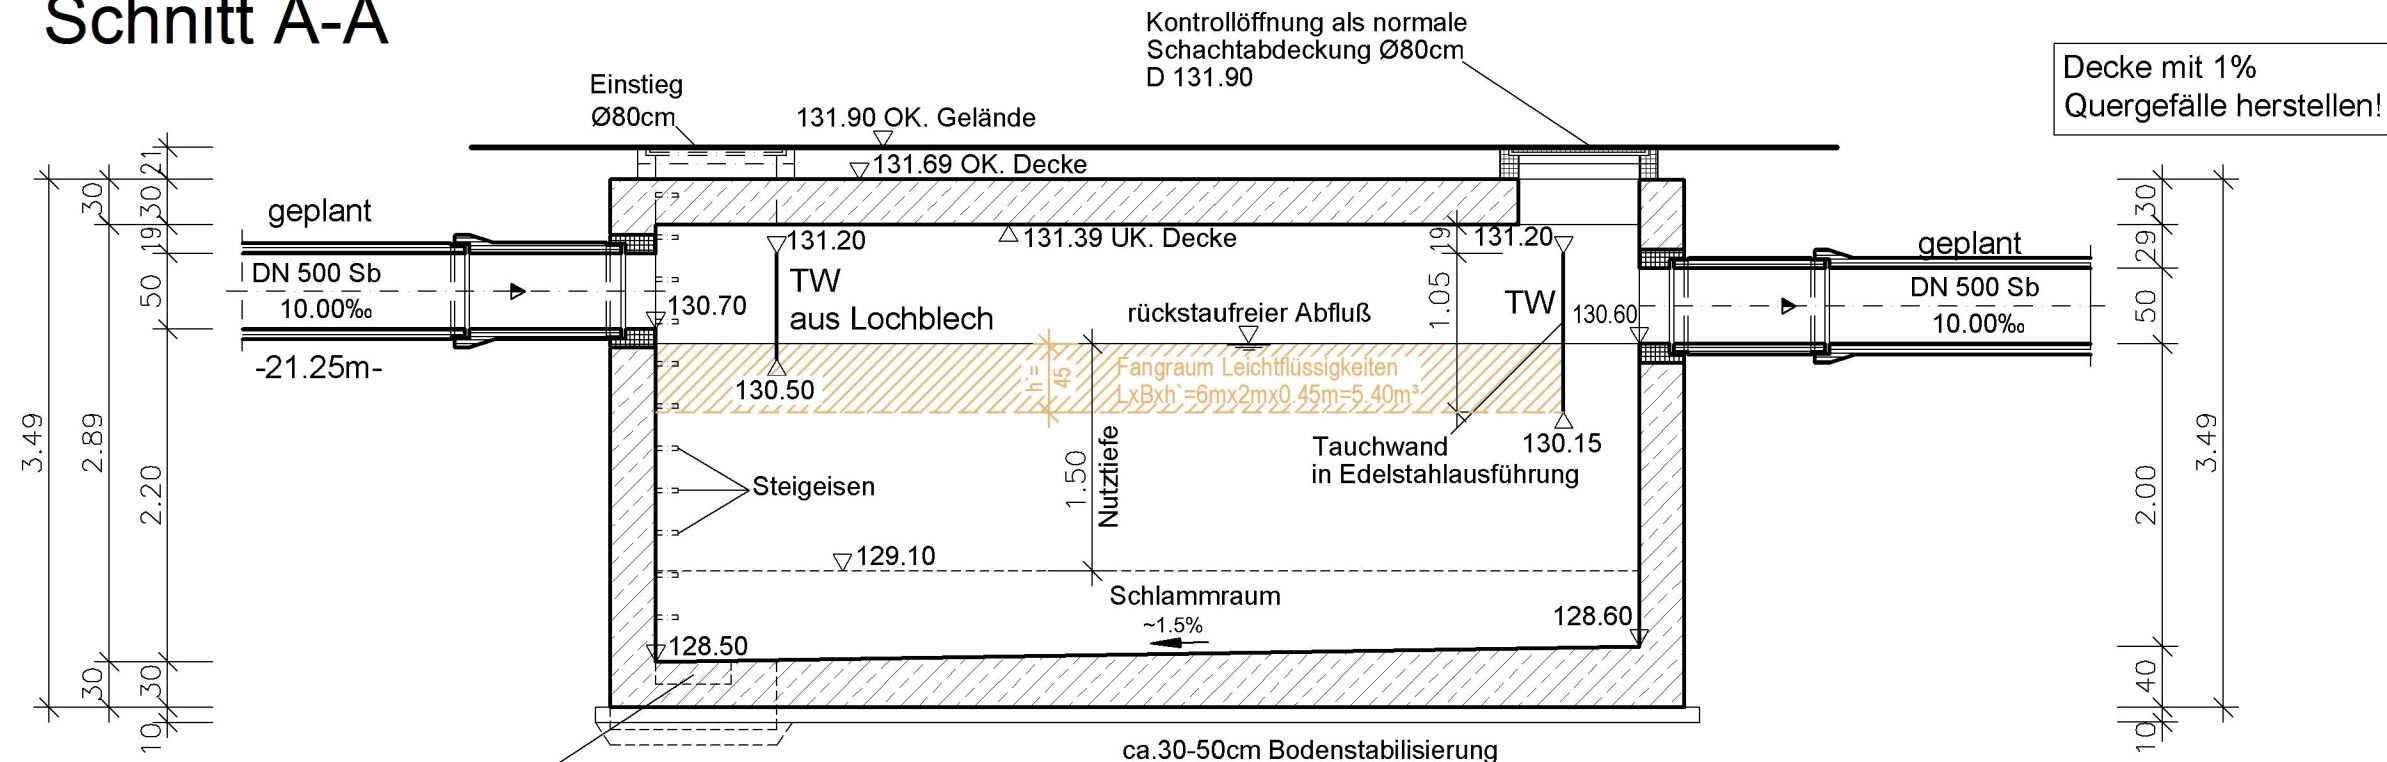 Schnitt A-A
Kontrollöffnung als normale
Schachtabdeckung Ø80cm
D 131.90
Decke mit 1%
Quergefälle herstellen!
Einstieg
Ø80cm
131.90 OK. Gelände
131.69 OK. Decke
131.39 UK. Decke
geplant
DN 500 Sb
10.00‰
-21.25m-
130.70
131.20
TW
aus Lochblech
130.50
rückstaufreier Abfluß
Fangraum Leichtflüssigkeiten
LxBxh`=6mx2mx0.45m=5.40m³
h`=
45
19
1.05
131.20
TW
130.60
130.15
Tauchwand
in Edelstahlausführung
geplant
DN 500 Sb
10.00‰
Steigeisen
1.50
Nutztiefe
129.10
Schlammraum
~1.5%
128.60
128.50
ca.30-50cm Bodenstabilisierung
3.49
30
2.89
30
21
30
19
50
2.20
30
10
30
29
50
2.00
40
10
3.49